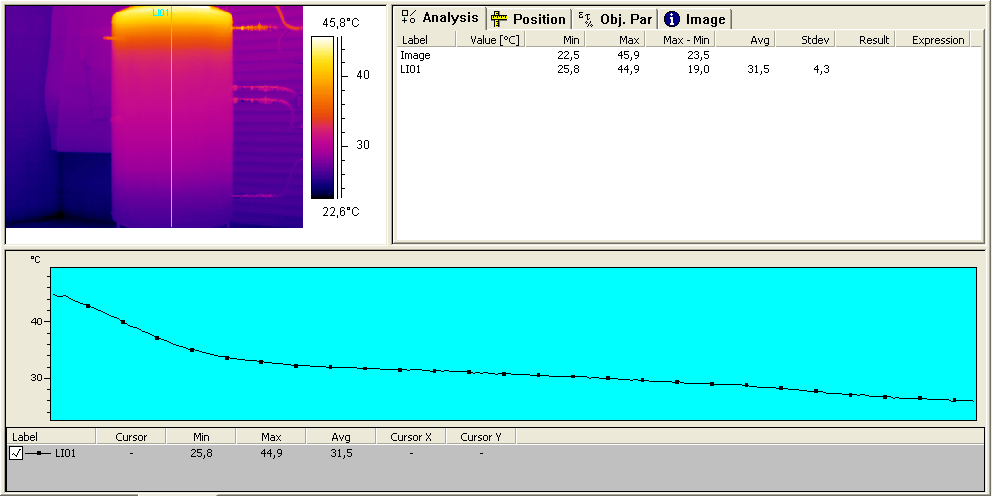 LI01
45,8°C
40
30
22,6°C
Analysis Position Obj. Par Image
Label Value [°C] Min Max Max - Min Avg Stdev Result Expression
Image 22,5 45,9 23,5
LI01 25,8 44,9 19,0 31,5 4,3
°C
40
30
Label Cursor Min Max Avg Cursor X Cursor Y
LI01 - 25,8 44,9 31,5 - -